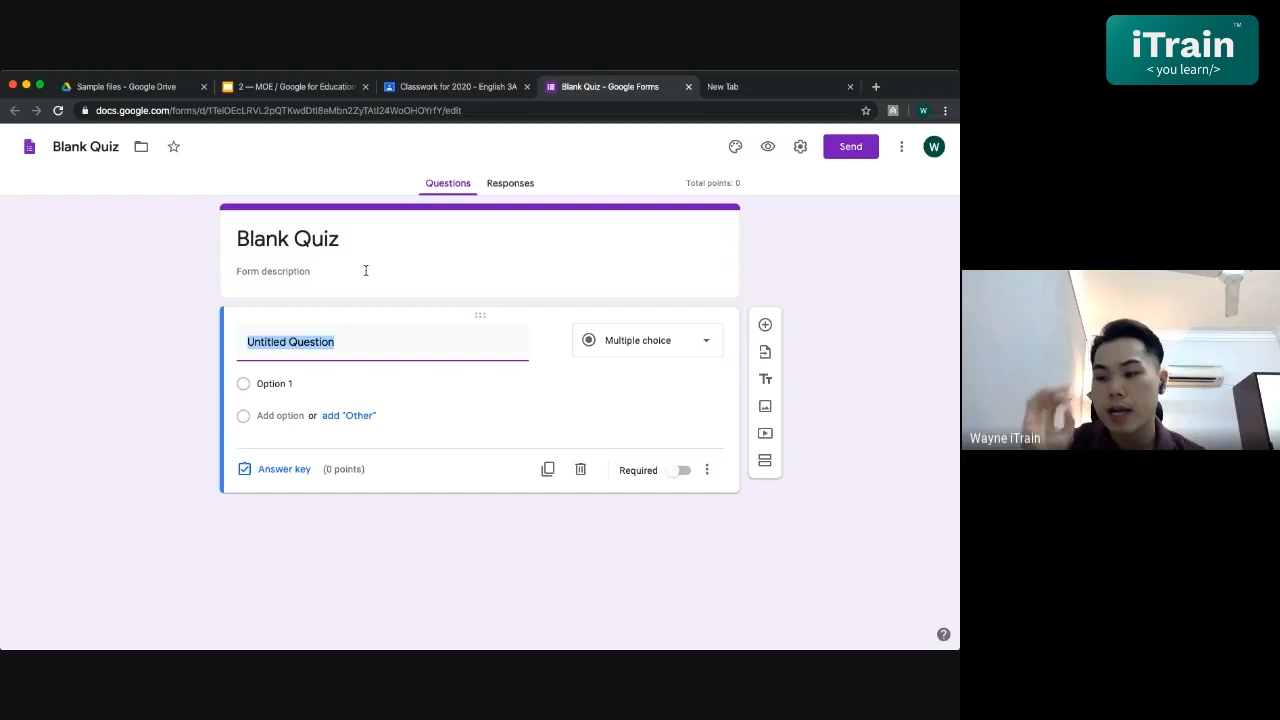 iTrain™
< you learn/>
Sample files - Google Drive
2 — MOE / Google for Education
Classwork for 2020 - English 3A
Blank Quiz - Google Forms
New Tab
W
Blank Quiz
Send
W
Questions
Responses
Total points: 0
Blank Quiz
Form description
Untitled Question
Multiple choice
Option 1
Add option or add "Other"
Answer key (0 points)
Required
Tт
Wayne iTrain